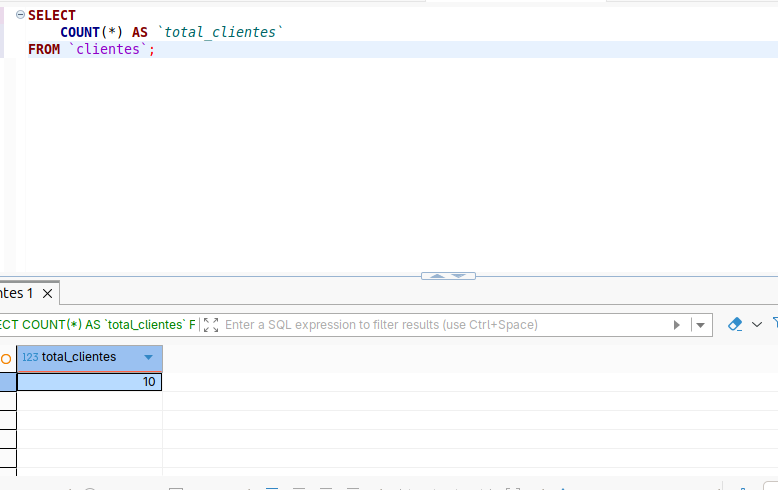 SELECT
COUNT(*) AS `total_clientes`
FROM `clientes`;
ntes 1
ECT COUNT(*) AS `total_clientes` F
Enter a SQL expression to filter results (use Ctrl+Space)
123 total_clientes
10